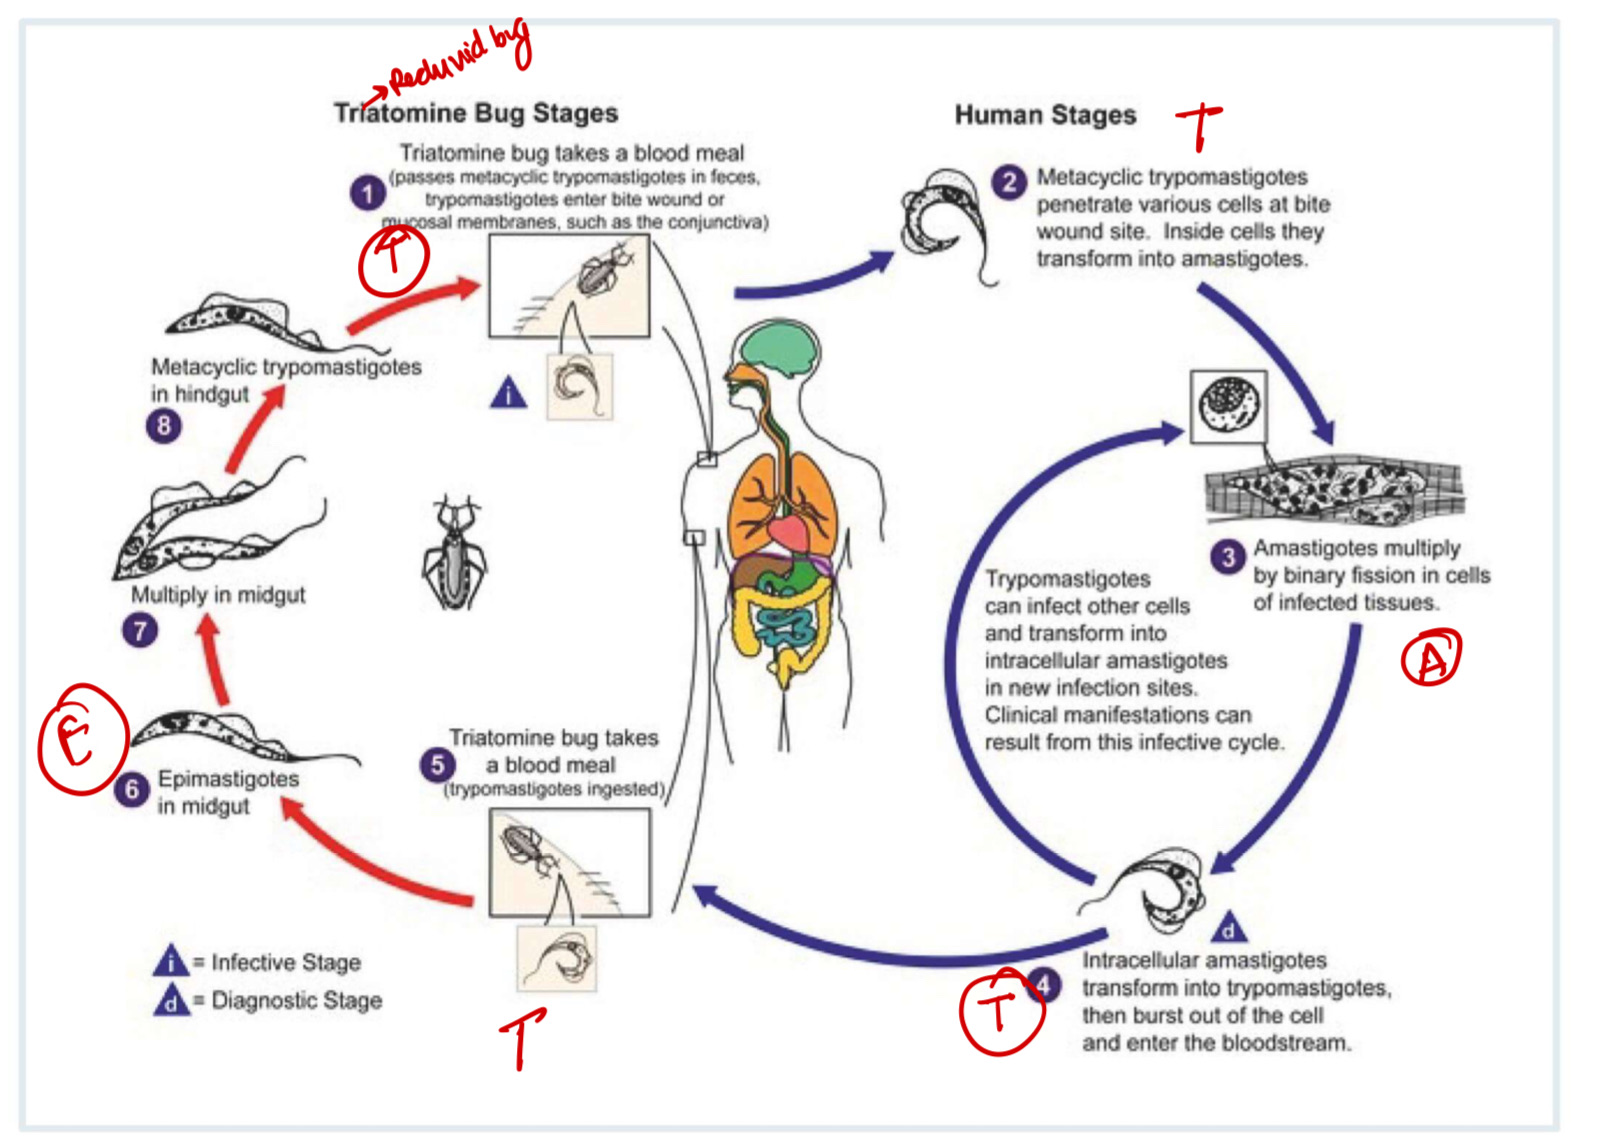 →Reduviid bug
Triatomine Bug Stages
Triatomine bug takes a blood meal
(passes metacyclic trypomastigotes in feces,
trypomastigotes enter bite wound or
mucosal membranes, such as the conjunctiva)
1
T
i
Human Stages
T
2
Metacyclic trypomastigotes
penetrate various cells at bite
wound site. Inside cells they
transform into amastigotes.
3
Amastigotes multiply
by binary fission in cells
of infected tissues.
A
Trypomastigotes
can infect other cells
and transform into
intracellular amastigotes
in new infection sites.
Clinical manifestations can
result from this infective cycle.
d
T
4
Intracellular amastigotes
transform into trypomastigotes,
then burst out of the cell
and enter the bloodstream.
5
Triatomine bug takes
a blood meal
(trypomastigotes ingested)
T
E
6
Epimastigotes
in midgut
Multiply in midgut
7
Metacyclic trypomastigotes
in hindgut
8
i = Infective Stage
d = Diagnostic Stage